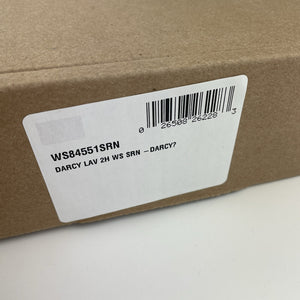 0 26508 26228 3
WS84551SRN
DARCY LAV 2H WS SRN – DARCY?